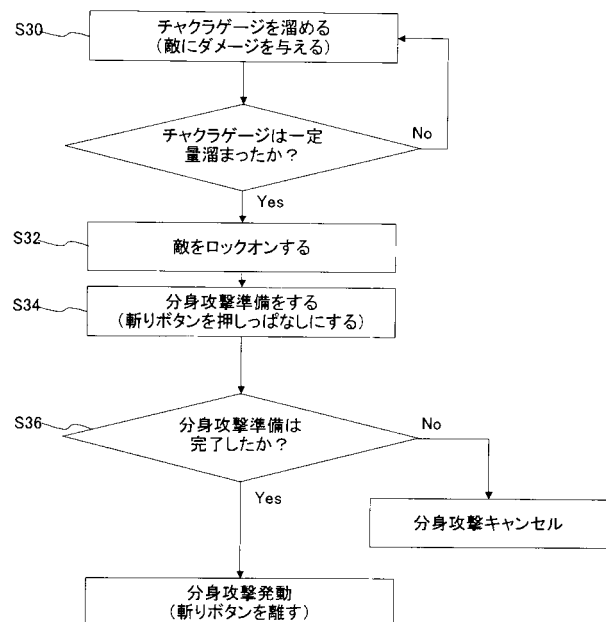 S30
チャクラゲージを溜める
(敵にダメージを与える)
チャクラゲージは一定
量溜まったか？
No
Yes
S32
敵をロックオンする
S34
分身攻撃準備をする
(斬りボタンを押しっぱなしにする)
S36
分身攻撃準備は
完了したか？
No
Yes
分身攻撃キャンセル
分身攻撃発動
(斬りボタンを離す)